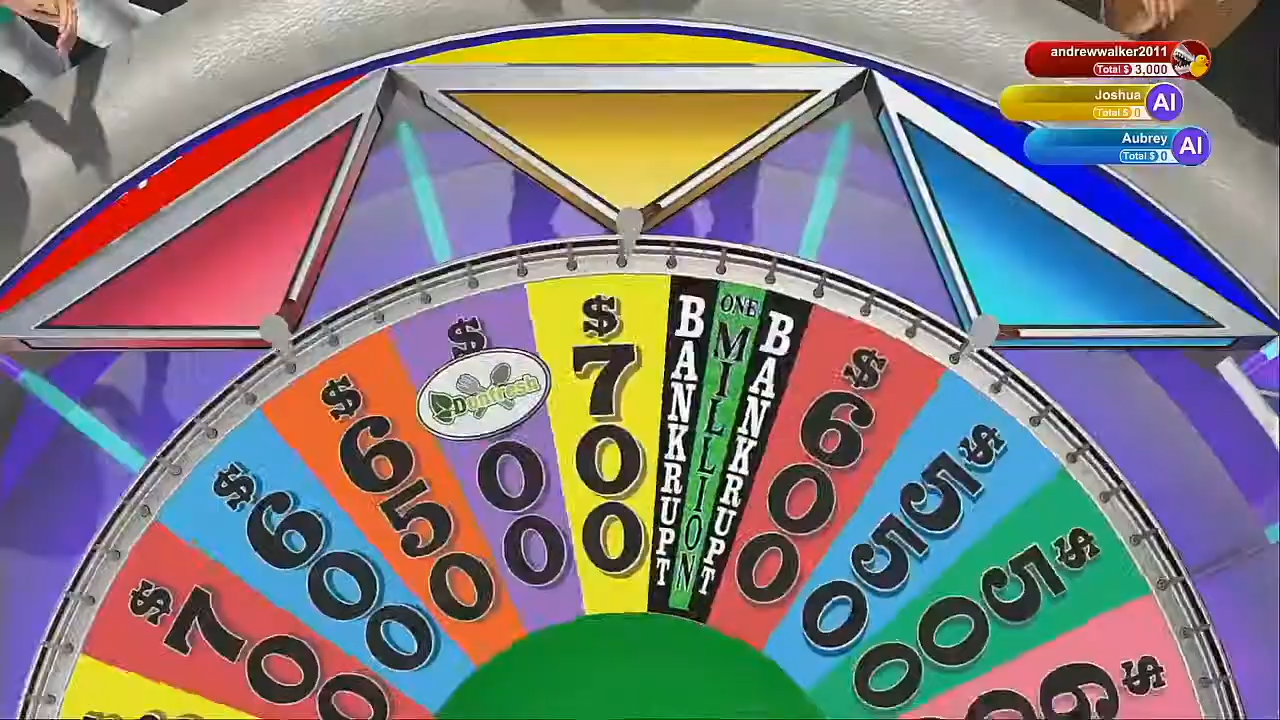 andrewwalker2011
Total $ 3,000
Joshua
AI
Total $ 0
Aubrey
AI
Total $ 0
$700
$600
$650
$
Danfresh
00
$700
BANKRUPT
ONE MILLION
BANKRUPT
$600
$550
$500